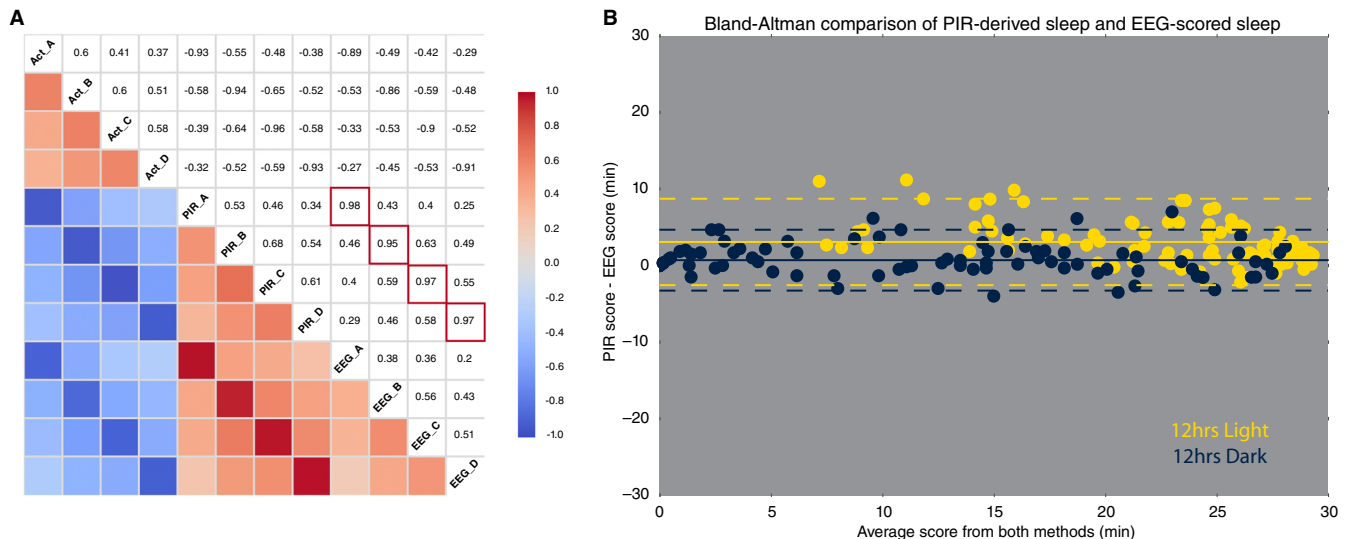 A
Act_A 0.6 0.41 0.37 -0.93 -0.55 -0.48 -0.38 -0.89 -0.49 -0.42 -0.29
Act_B 0.6 0.51 -0.58 -0.94 -0.65 -0.52 -0.53 -0.86 -0.59 -0.48
Act_C 0.58 -0.39 -0.64 -0.96 -0.58 -0.33 -0.53 -0.9 -0.52
Act_D -0.32 -0.52 -0.59 -0.93 -0.27 -0.45 -0.53 -0.91
PIR_A 0.53 0.46 0.34 0.98 0.43 0.4 0.25
PIR_B 0.68 0.54 0.46 0.95 0.63 0.49
PIR_C 0.61 0.4 0.59 0.97 0.55
PIR_D 0.29 0.46 0.58 0.97
EEG_A 0.38 0.36 0.2
EEG_B 0.56 0.43
EEG_C 0.51
EEG_D
1.0
0.8
0.6
0.4
0.2
0.0
-0.2
-0.4
-0.6
-0.8
-1.0
B
Bland-Altman comparison of PIR-derived sleep and EEG-scored sleep
PIR score - EEG score (min)
30
20
10
0
−10
−20
−30
12hrs Light
12hrs Dark
0 5 10 15 20 25 30
Average score from both methods (min)